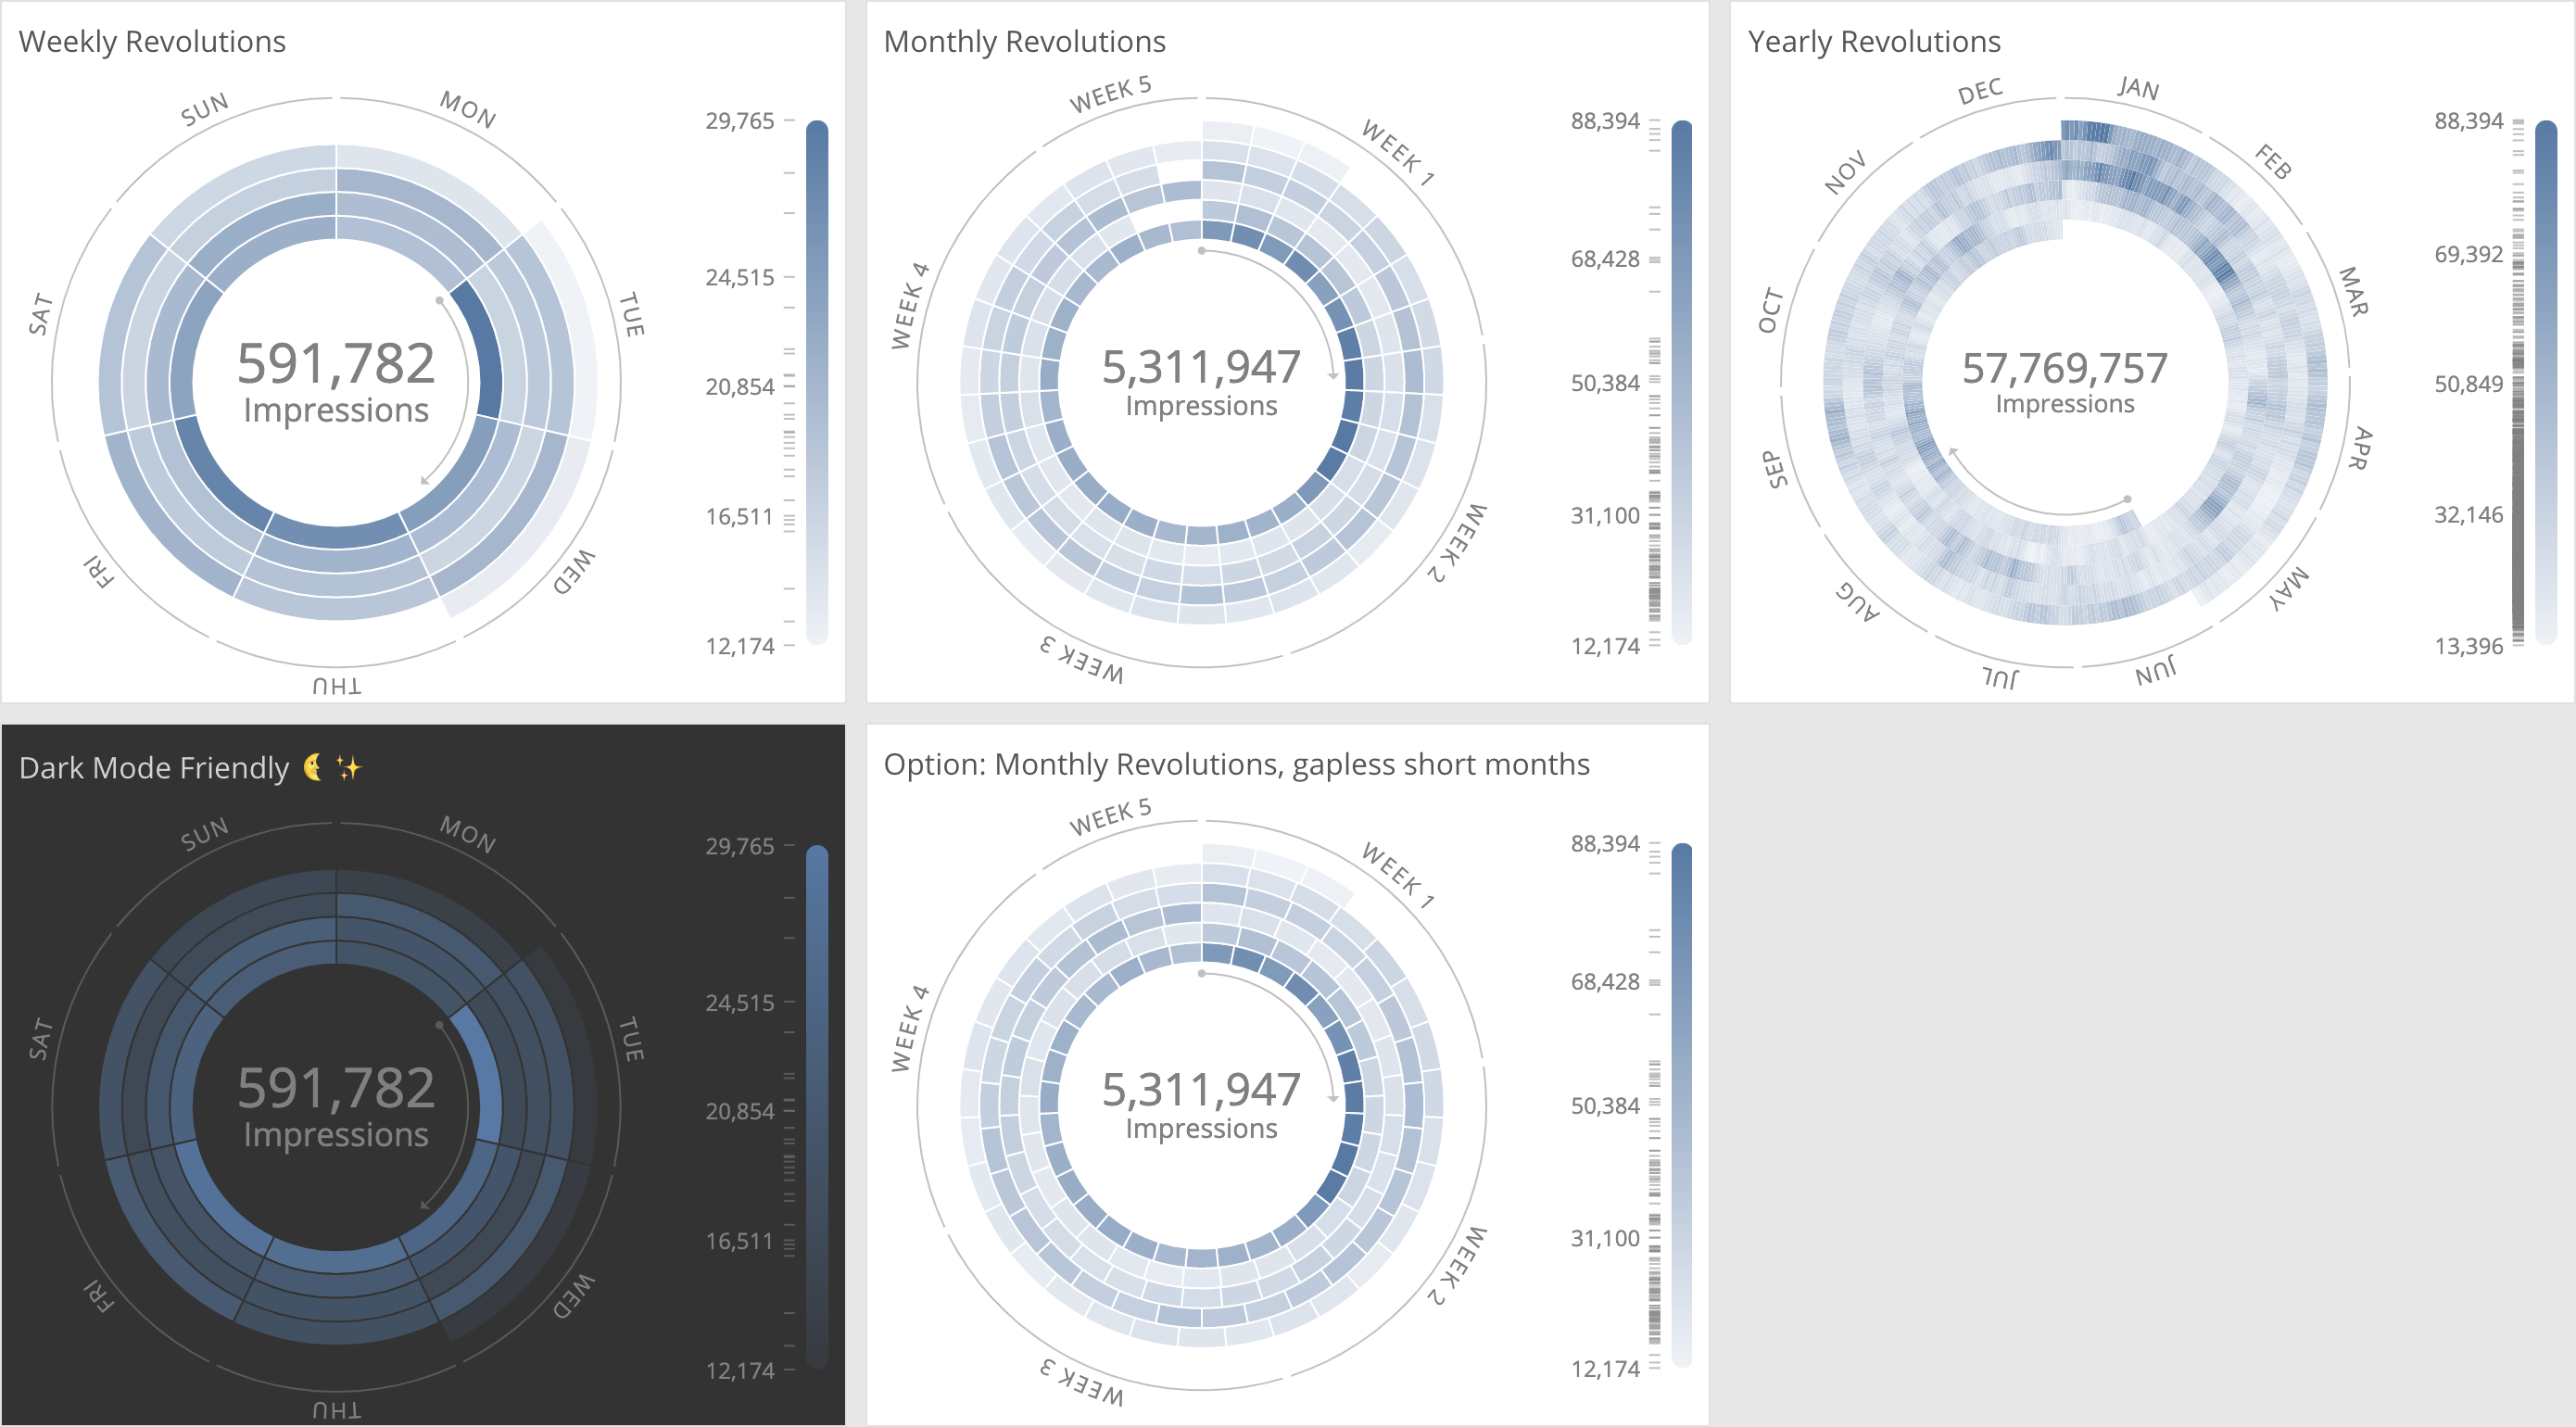 Weekly Revolutions
SUN
MON
TUE
WED
THU
FRI
SAT
591,782
Impressions
29,765
24,515
20,854
16,511
12,174
Monthly Revolutions
WEEK 5
WEEK 1
WEEK 2
WEEK 3
WEEK 4
5,311,947
Impressions
88,394
68,428
50,384
31,100
12,174
Yearly Revolutions
DEC
JAN
FEB
MAR
APR
MAY
JUN
JUL
AUG
SEP
OCT
NOV
57,769,757
Impressions
88,394
69,392
50,849
32,146
13,396
Dark Mode Friendly 🌜✨
SUN
MON
TUE
WED
THU
FRI
SAT
591,782
Impressions
29,765
24,515
20,854
16,511
12,174
Option: Monthly Revolutions, gapless short months
WEEK 5
WEEK 1
WEEK 2
WEEK 3
WEEK 4
5,311,947
Impressions
88,394
68,428
50,384
31,100
12,174